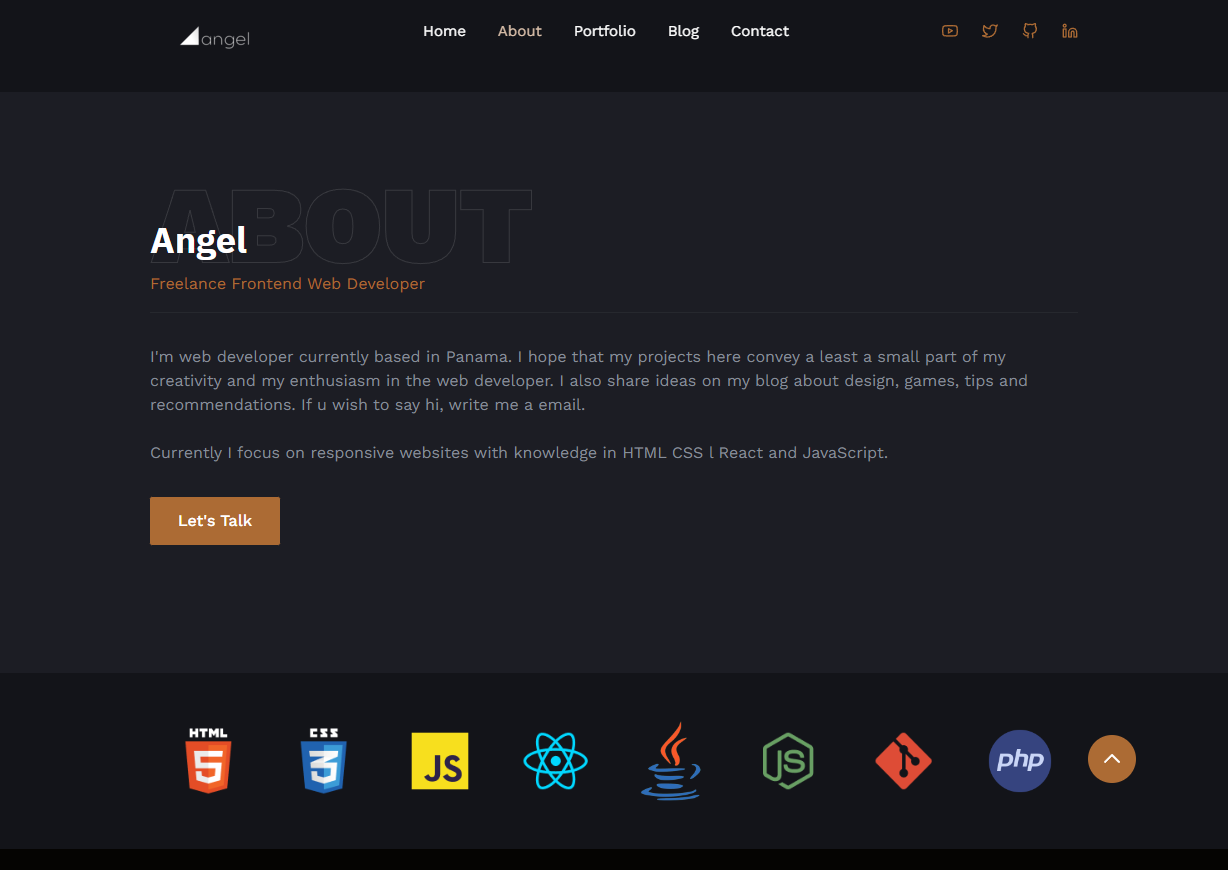 angel
Home About Portfolio Blog Contact
ABOUT
Angel
Freelance Frontend Web Developer
I'm web developer currently based in Panama. I hope that my projects here convey a least a small part of my
creativity and my enthusiasm in the web developer. I also share ideas on my blog about design, games, tips and
recommendations. If u wish to say hi, write me a email.
Currently I focus on responsive websites with knowledge in HTML CSS l React and JavaScript.
Let's Talk
HTML CSS
5 3 JS JS php